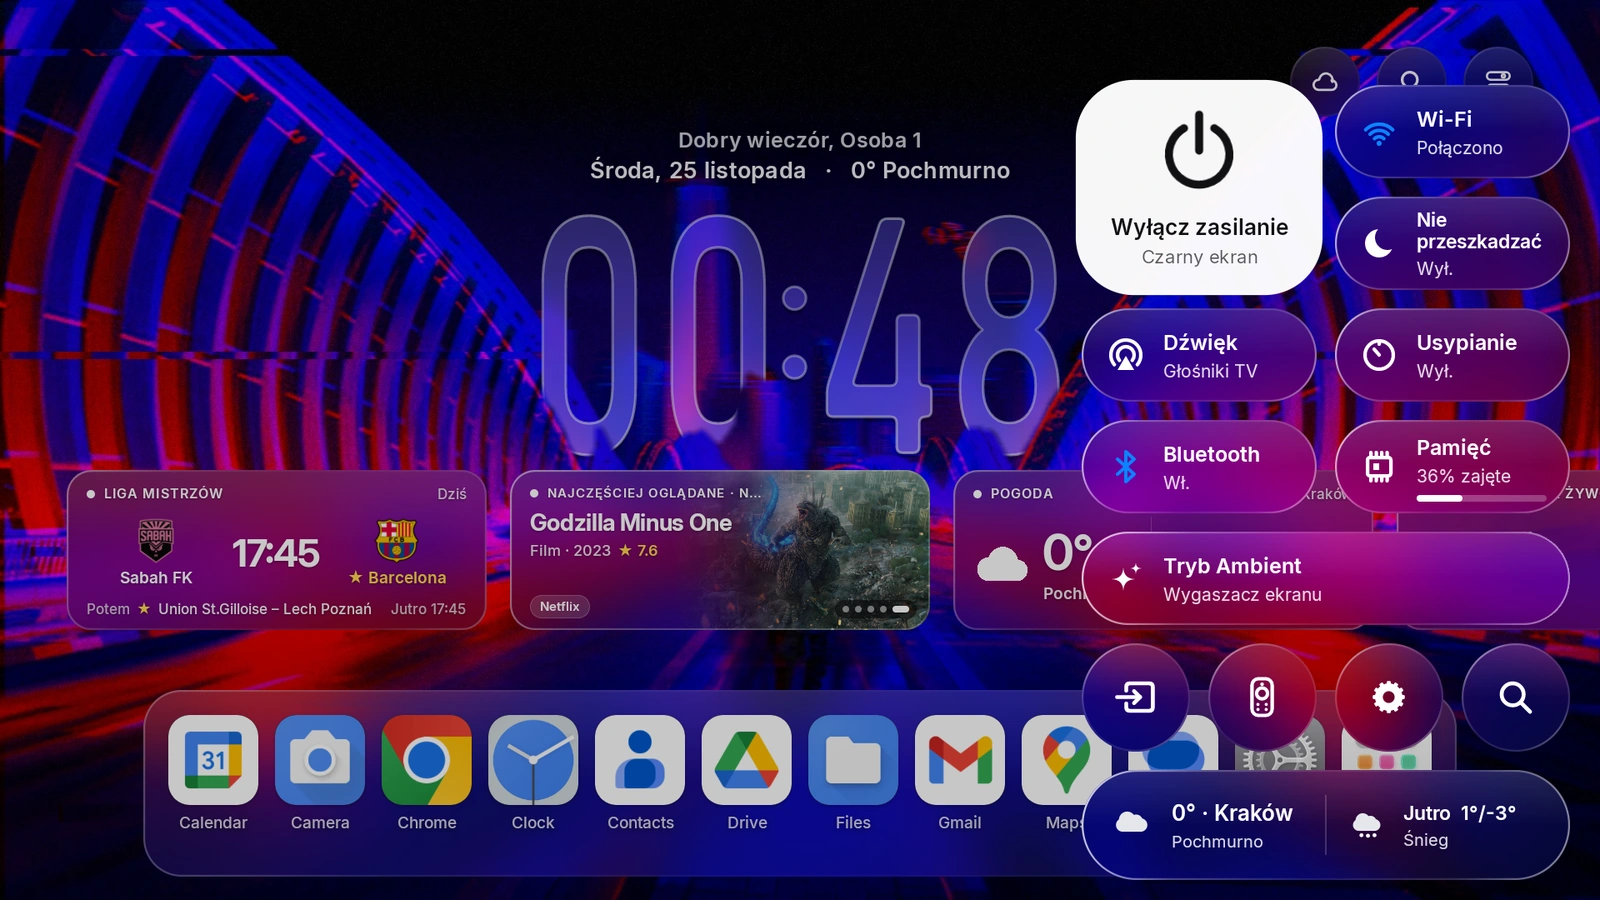 Dobry wieczór, Osoba 1
Środa, 25 listopada · 0° Pochmurno
00:48
Wyłącz zasilanie
Czarny ekran
Wi-Fi
Połączono
Nie
przeszkadzać
Wył.
Dźwięk
Głośniki TV
Usypianie
Wył.
Bluetooth
Wł.
Pamięć
36% zajęte
Tryb Ambient
Wygaszacz ekranu
LIGA MISTRZÓW
Dziś
SABAH
Sabah FK
17:45
★ Barcelona
Potem ★ Union St.Gilloise – Lech Poznań Jutro 17:45
NAJCZĘŚCIEJ OGLĄDANE · N...
Godzilla Minus One
Film · 2023 ★ 7.6
Netflix
POGODA
0°
31
Calendar
Camera
Chrome
Clock
Contacts
Drive
Files
Gmail
Maps
0° · Kraków
Pochmurno
Jutro 1°/-3°
Śnieg